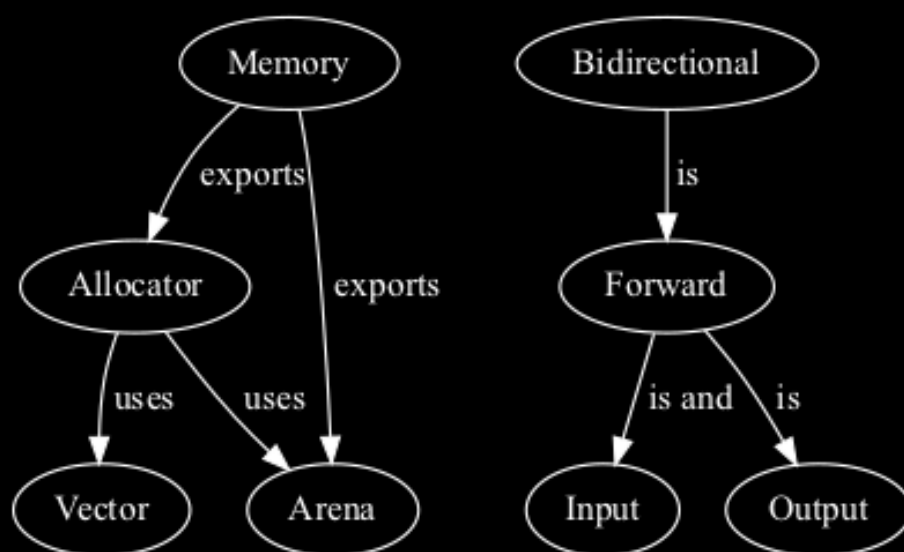 Memory
Bidirectional
exports
is
Allocator
Forward
exports
uses
uses
is and
is
Vector
Arena
Input
Output